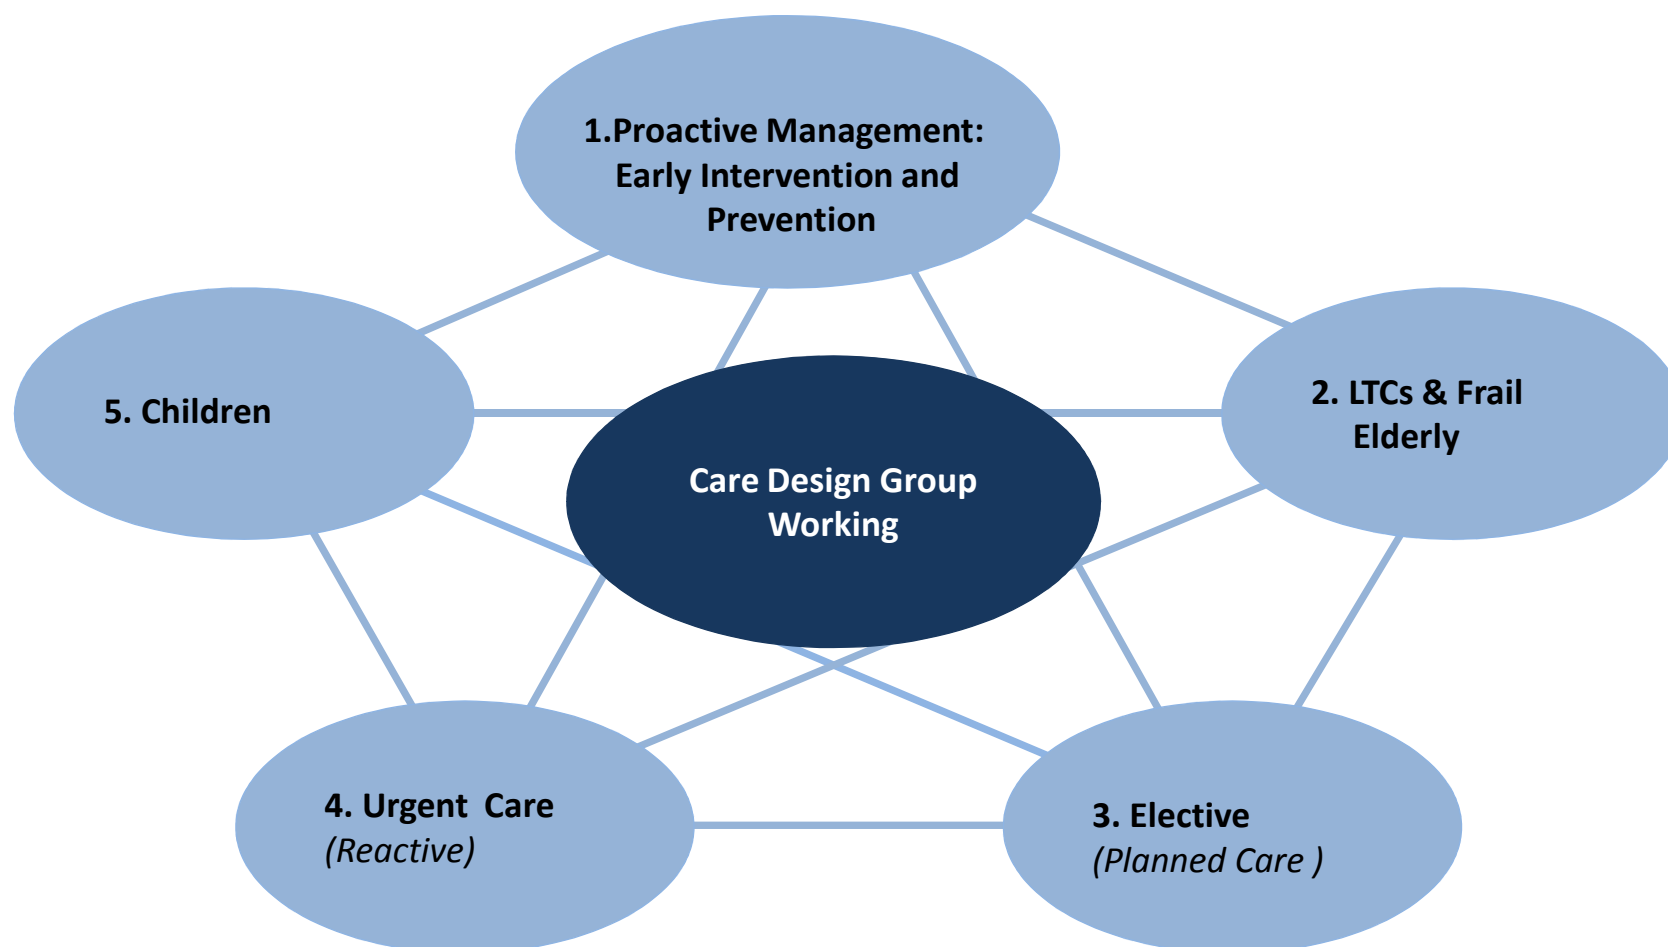 1.Proactive Management:
Early Intervention and
Prevention
5. Children
2. LTCs & Frail
Elderly
Care Design Group
Working
4. Urgent  Care
(Reactive)
3. Elective
(Planned Care )